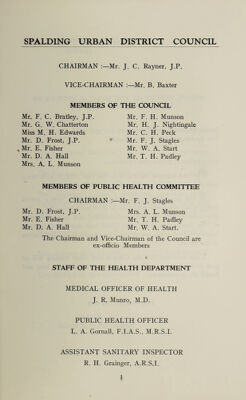 SPALDING URBAN DISTRICT COUNCIL
CHAIRMAN :—Mr. J. C. Rayner, J.P.
VICE-CHAIRMAN :—Mr. B. Baxter
MEMBERS OF THE COUNCIL
Mr. F. C. Bratley, J.P. Mr. F. H. Munson
Mr. G. W. Chatterton Mr. H. J. Nightingale
Miss M. H. Edwards Mr. C. H. Peck
Mr. D. Frost, J.P. Mr. F. J. Stagles
Mr. E. Fisher Mr. W. A. Start
Mr. D. A. Hall Mr. T. H. Padley
Mrs. A. L. Munson
MEMBERS OF PUBLIC HEALTH COMMITTEE
CHAIRMAN :—Mr. F. J. Stagles
Mr. D. Frost, J.P. Mrs. A. L. Munson
Mr. E. Fisher Mr. T. H. Padley
Mr. D. A. Hall Mr. W. A. Start.
The Chairman and Vice-Chairman of the Council are
ex-officio Members
STAFF OF THE HEALTH DEPARTMENT
MEDICAL OFFICER OF HEALTH
J. R. Munro, M.D.
PUBLIC HEALTH OFFICER
L. A. Gornall, F.I.A.S., M.R.S.I.
ASSISTANT SANITARY INSPECTOR
R. H. Grainger, A.R.S.I.